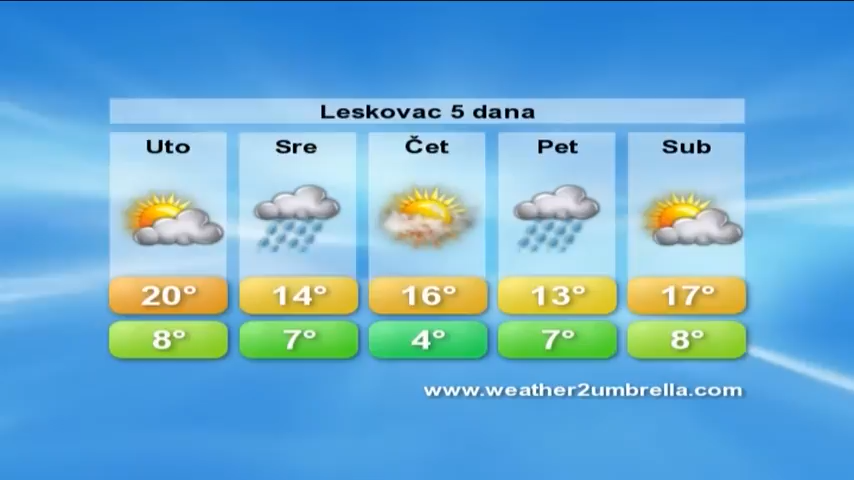 Leskovac 5 dana
Uto Sre Čet Pet Sub
20° 14° 16° 13° 17°
8° 7° 4° 7° 8°
www.weather2umbrella.com